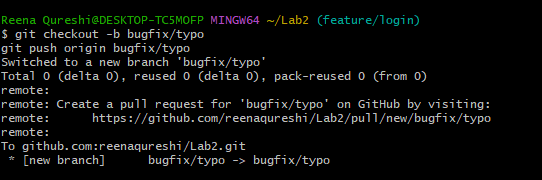 Reena Qureshi@DESKTOP-TC5MOFP MINGW64 ~/Lab2 (feature/login)
$ git checkout -b bugfix/typo
git push origin bugfix/typo
Switched to a new branch 'bugfix/typo'
Total 0 (delta 0), reused 0 (delta 0), pack-reused 0 (from 0)
remote:
remote: Create a pull request for 'bugfix/typo' on GitHub by visiting:
remote:      https://github.com/reenaqureshi/Lab2/pull/new/bugfix/typo
remote:
To github.com:reenaqureshi/Lab2.git
 * [new branch]      bugfix/typo -> bugfix/typo